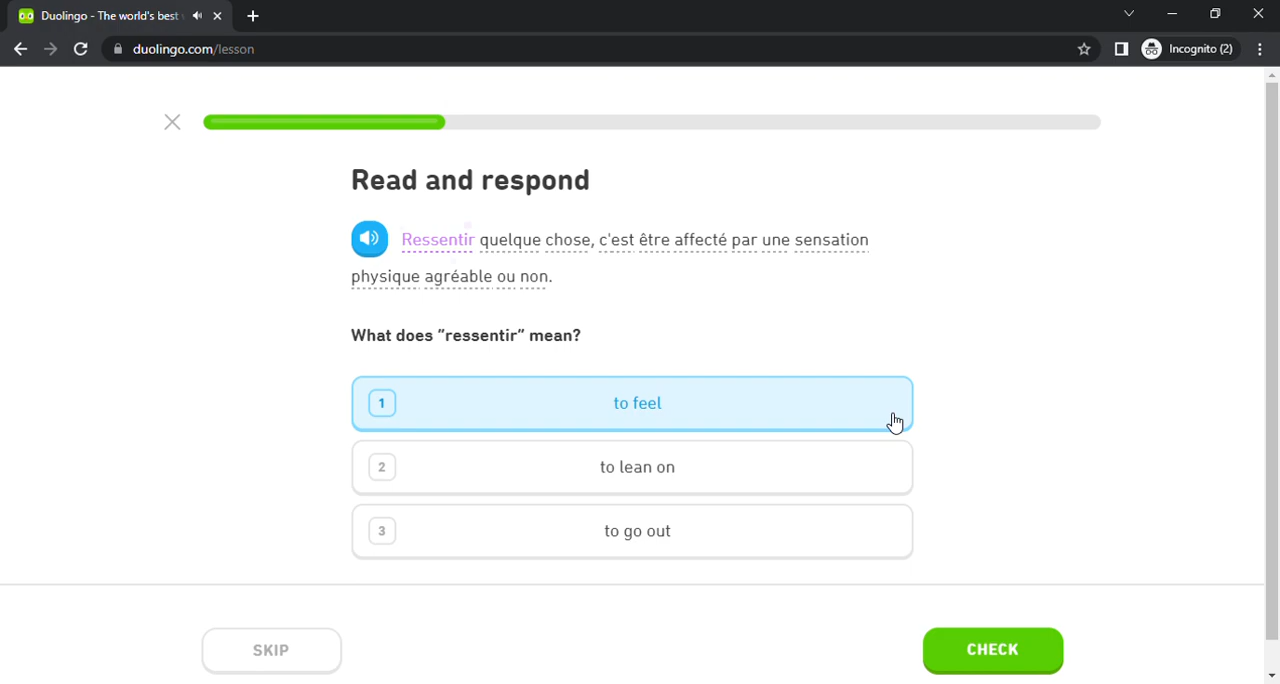 Duolingo - The world's best
duolingo.com/lesson
Incognito (2)
Read and respond
Ressentir quelque chose, c'est être affecté par une sensation
physique agréable ou non.
What does "ressentir" mean?
1 to feel
2 to lean on
3 to go out
SKIP
CHECK